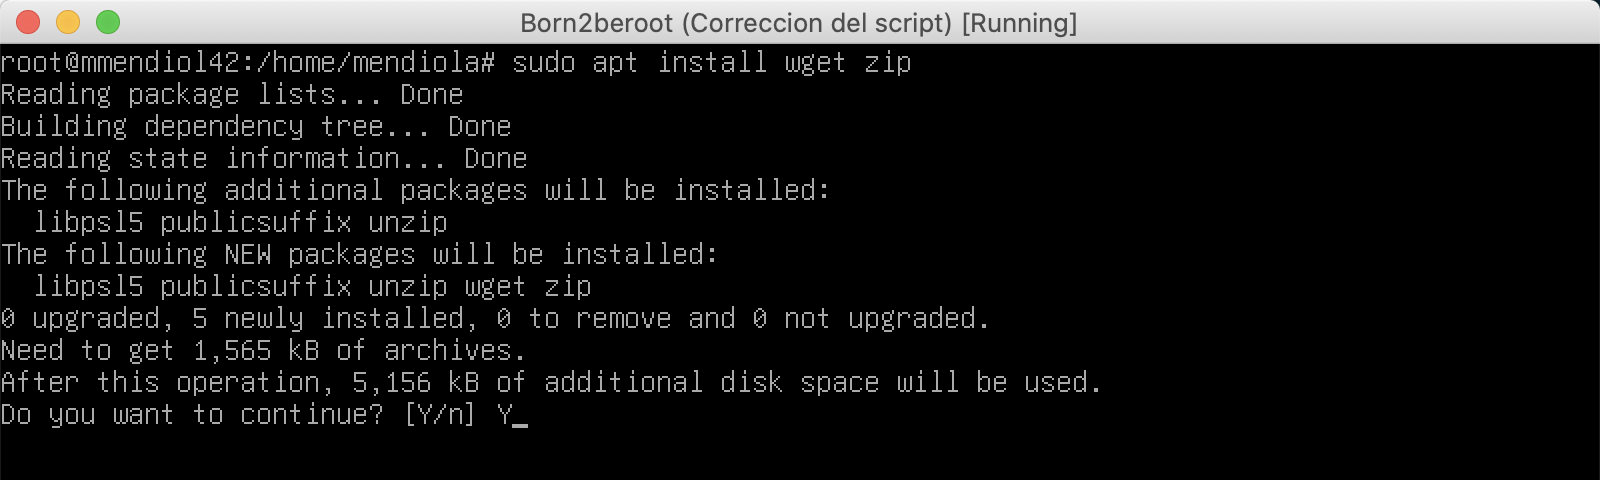 Born2beroot (Correccion del script) [Running]
root@mmendiol42:/home/mendiola# sudo apt install wget zip
Reading package lists... Done
Building dependency tree... Done
Reading state information... Done
The following additional packages will be installed:
  libpsl5 publicsuffix unzip
The following NEW packages will be installed:
  libpsl5 publicsuffix unzip wget zip
0 upgraded, 5 newly installed, 0 to remove and 0 not upgraded.
Need to get 1,565 kB of archives.
After this operation, 5,156 kB of additional disk space will be used.
Do you want to continue? [Y/n] Y_